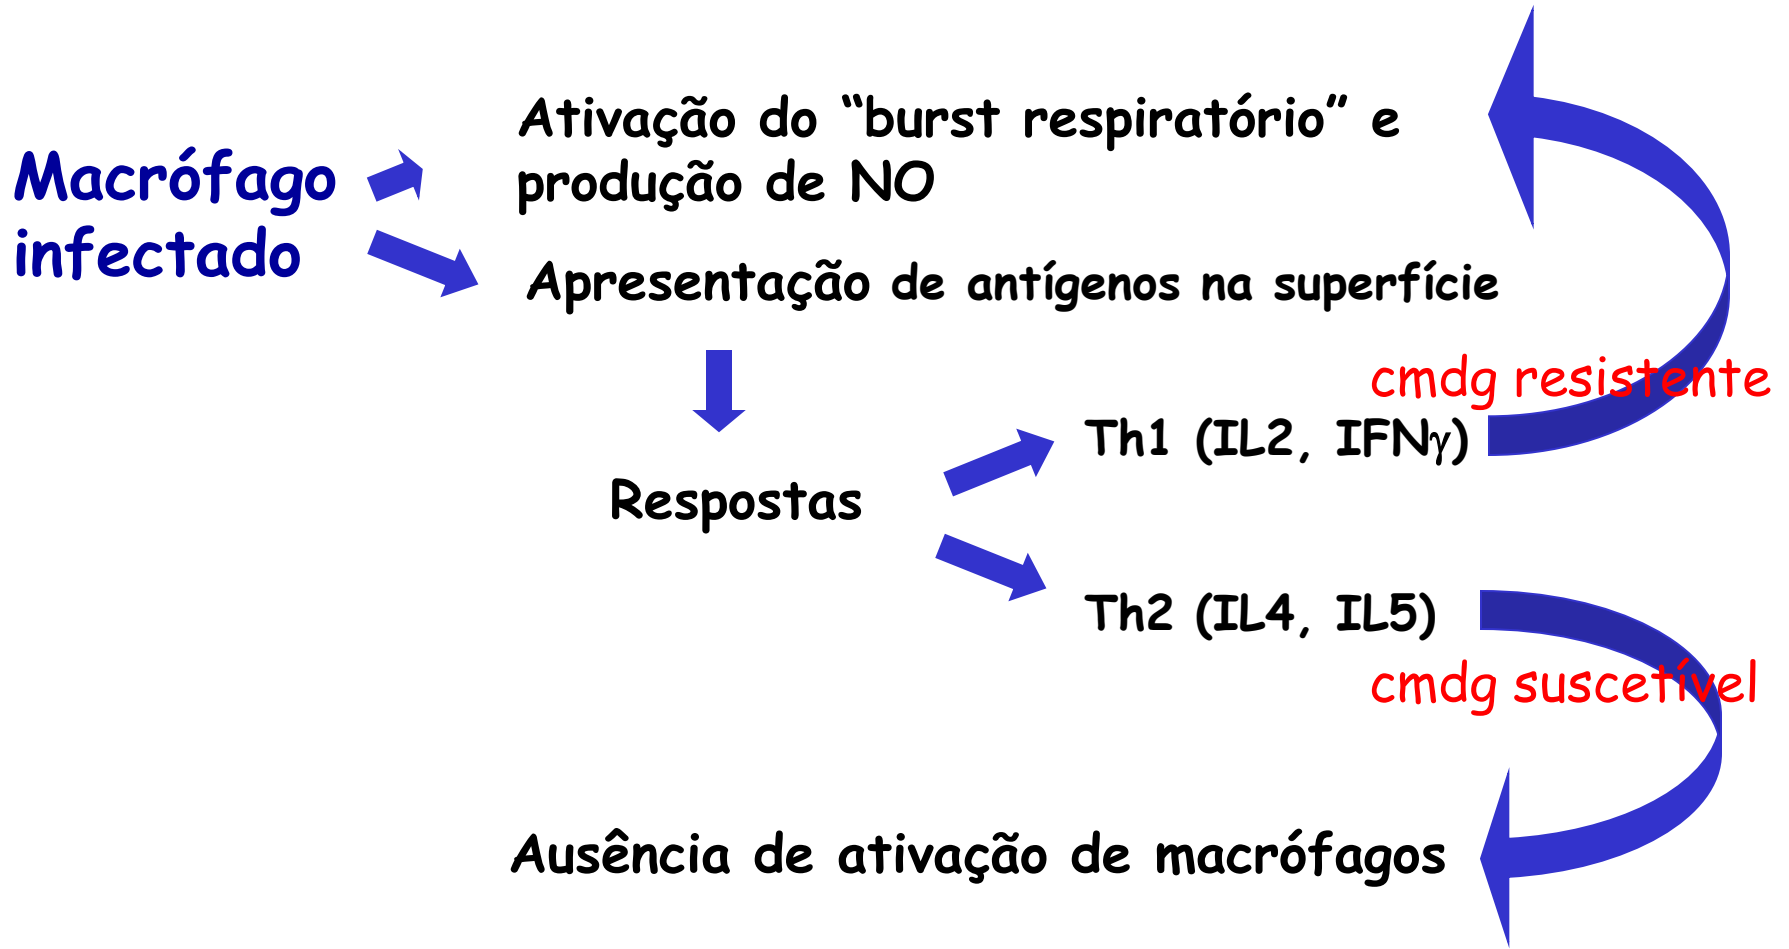 Ativação do “burst respiratório” e
produção de NO
Macrófago
infectado
Apresentação de antígenos na superfície
cmdg resistente
Th1 (IL2, IFNγ)
Respostas
Th2 (IL4, IL5)
cmdg suscetível
Ausência de ativação de macrófagos